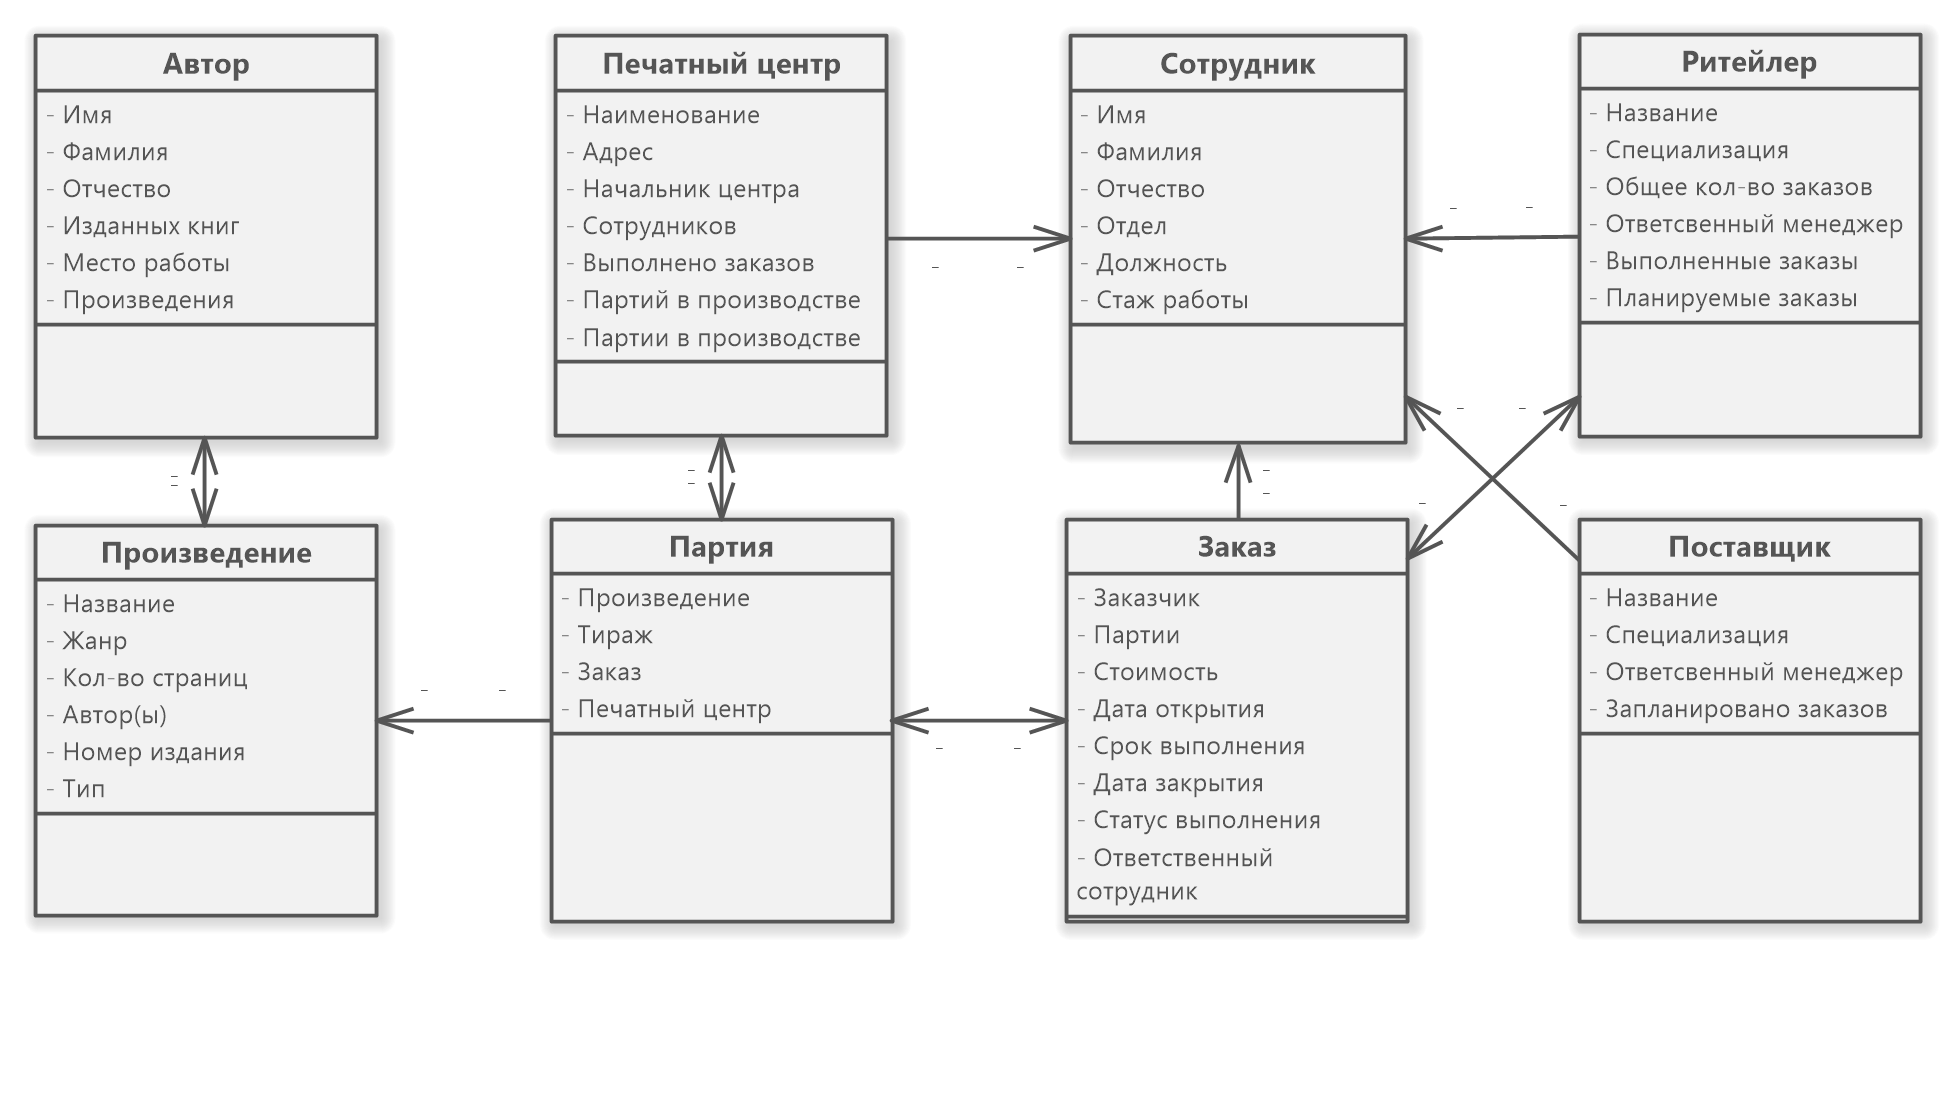 Автор
- Имя
- Фамилия
- Отчество
- Изданных книг
- Место работы
- Произведения
Печатный центр
- Наименование
- Адрес
- Начальник центра
- Сотрудников
- Выполнено заказов
- Партий в производстве
- Партии в производстве
Сотрудник
- Имя
- Фамилия
- Отчество
- Отдел
- Должность
- Стаж работы
Ритейлер
- Название
- Специализация
- Общее кол-во заказов
- Ответсвенный менеджер
- Выполненные заказы
- Планируемые заказы
Произведение
- Название
- Жанр
- Кол-во страниц
- Автор(ы)
- Номер издания
- Тип
Партия
- Произведение
- Тираж
- Заказ
- Печатный центр
Заказ
- Заказчик
- Партии
- Стоимость
- Дата открытия
- Срок выполнения
- Дата закрытия
- Статус выполнения
- Ответственный
сотрудник
Поставщик
- Название
- Специализация
- Ответсвенный менеджер
- Запланировано заказов